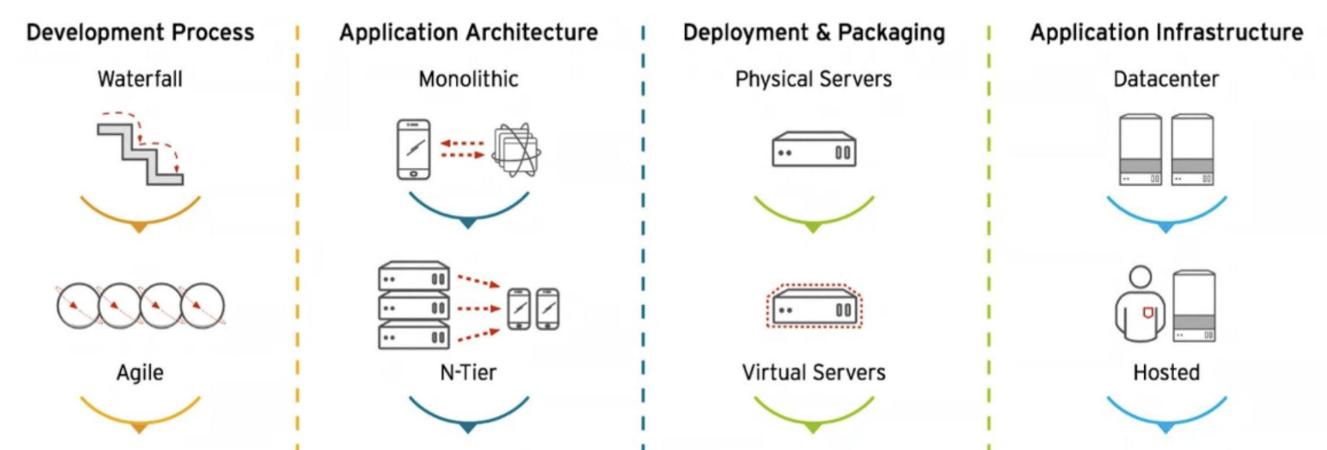 Development Process
Application Architecture
Deployment & Packaging
Application Infrastructure
Waterfall
Monolithic
Physical Servers
Datacenter
Agile
N-Tier
Virtual Servers
Hosted